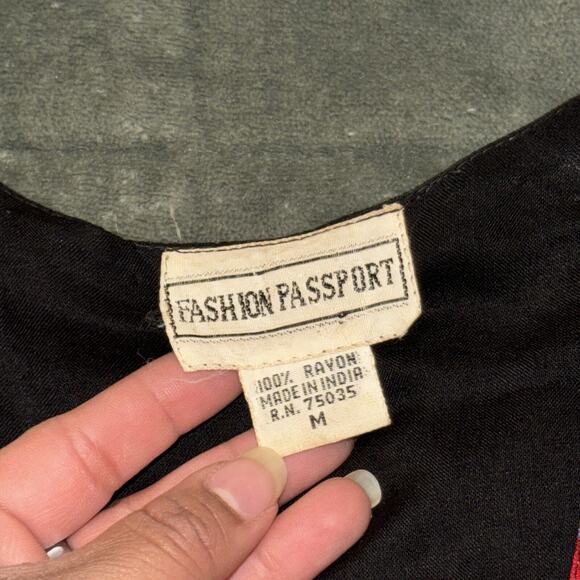 FASHION PASSPORT
100% RAYON
MADE IN INDIA
R.N. 75035
M